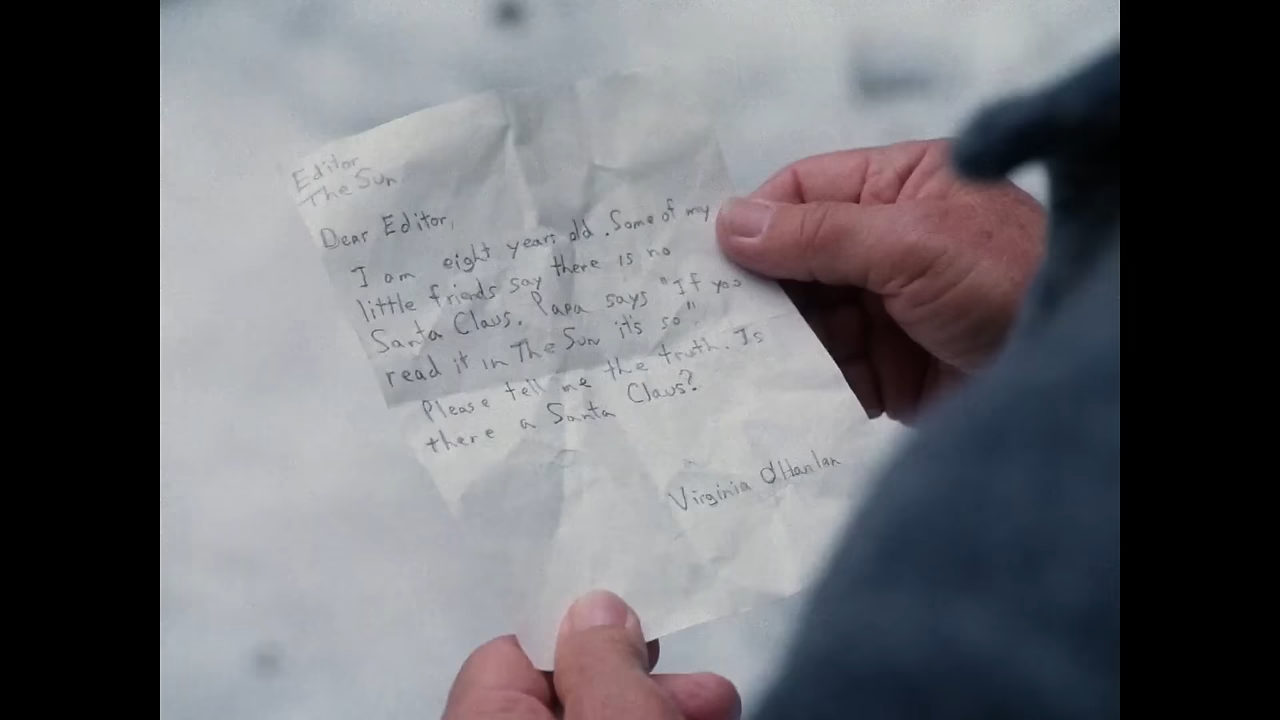 Editor
The Sun
Dear Editor,
I am eight years old. Some of my
little friends say there is no
Santa Claus. Papa says "If you
read it in The Sun it's so"
Please tell me the truth. Is
there a Santa Claus?
Virginia O'Hanlan